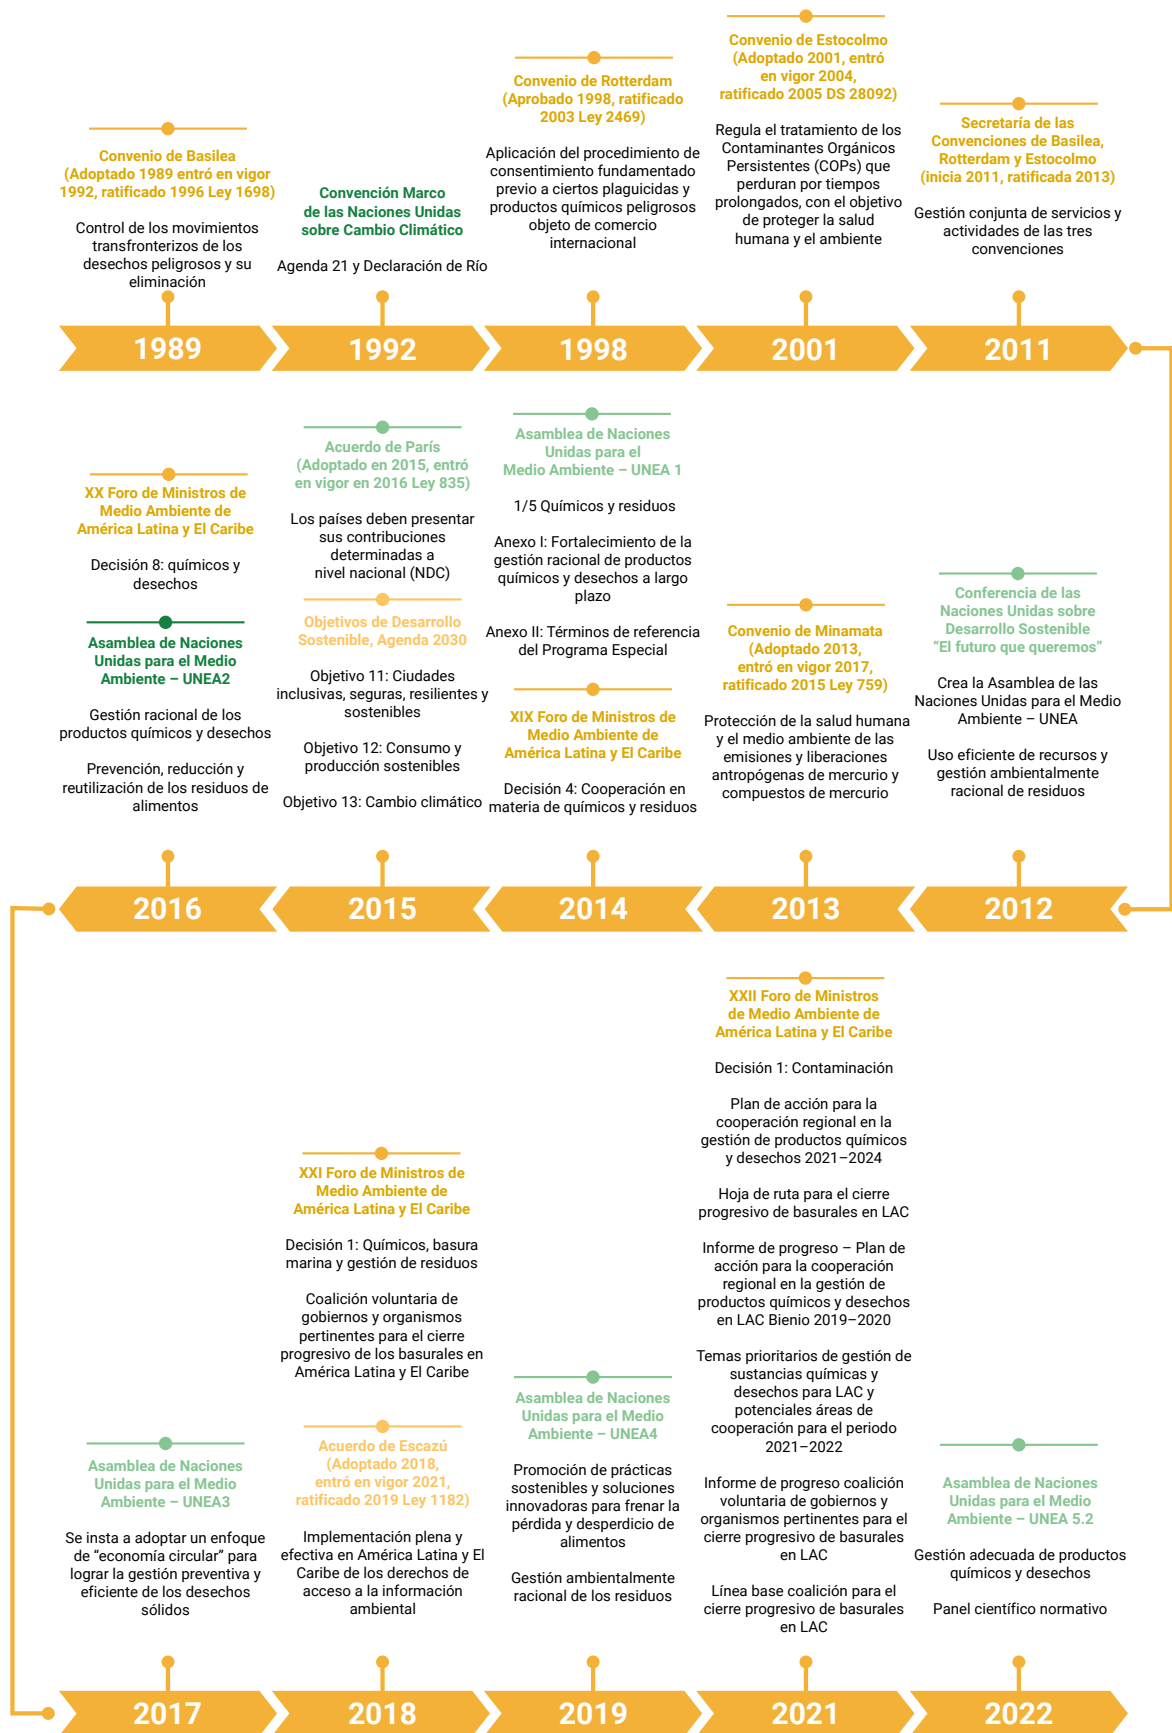 Convenio de Basilea
(Adoptado 1989 entró en vigor
1992, ratificado 1996 Ley 1698)
Control de los movimientos
transfronterizos de los
desechos peligrosos y su
eliminación
1989
Convención Marco
de las Naciones Unidas
sobre Cambio Climático
Agenda 21 y Declaración de Río
1992
Convenio de Rotterdam
(Aprobado 1998, ratificado
2003 Ley 2469)
Aplicación del procedimiento de
consentimiento fundamentado
previo a ciertos plaguicidas y
productos químicos peligrosos
objeto de comercio
internacional
1998
Convenio de Estocolmo
(Adoptado 2001, entró
en vigor 2004,
ratificado 2005 DS 28092)
Regula el tratamiento de los
Contaminantes Orgánicos
Persistentes (COPs) que
perduran por tiempos
prolongados, con el objetivo
de proteger la salud
humana y el ambiente
2001
Secretaría de las
Convenciones de Basilea,
Rotterdam y Estocolmo
(inicia 2011, ratificada 2013)
Gestión conjunta de servicios y
actividades de las tres
convenciones
2011
Conferencia de las
Naciones Unidas sobre
Desarrollo Sostenible
“El futuro que queremos”
Crea la Asamblea de las
Naciones Unidas para el Medio
Ambiente – UNEA
Uso eficiente de recursos y
gestión ambientalmente
racional de residuos
2012
Convenio de Minamata
(Adoptado 2013,
entró en vigor 2017,
ratificado 2015 Ley 759)
Protección de la salud humana
y el medio ambiente de las
emisiones y liberaciones
antropógenas de mercurio y
compuestos de mercurio
2013
Asamblea de Naciones
Unidas para el
Medio Ambiente – UNEA 1
1/5 Químicos y residuos
Anexo I: Fortalecimiento de la
gestión racional de productos
químicos y desechos a largo
plazo
Anexo II: Términos de referencia
del Programa Especial
XIX Foro de Ministros de
Medio Ambiente de
América Latina y El Caribe
Decisión 4: Cooperación en
materia de químicos y residuos
2014
Acuerdo de París
(Adoptado en 2015, entró
en vigor en 2016 Ley 835)
Los países deben presentar
sus contribuciones
determinadas a
nivel nacional (NDC)
Objetivos de Desarrollo
Sostenible, Agenda 2030
Objetivo 11: Ciudades
inclusivas, seguras, resilientes y
sostenibles
Objetivo 12: Consumo y
producción sostenibles
Objetivo 13: Cambio climático
2015
XX Foro de Ministros de
Medio Ambiente de
América Latina y El Caribe
Decisión 8: químicos y
desechos
Asamblea de Naciones
Unidas para el Medio
Ambiente – UNEA2
Gestión racional de los
productos químicos y desechos
Prevención, reducción y
reutilización de los residuos de
alimentos
2016
Asamblea de Naciones
Unidas para el Medio
Ambiente – UNEA3
Se insta a adoptar un enfoque
de “economía circular” para
lograr la gestión preventiva y
eficiente de los desechos
sólidos
2017
XXI Foro de Ministros de
Medio Ambiente de
América Latina y El Caribe
Decisión 1: Químicos, basura
marina y gestión de residuos
Coalición voluntaria de
gobiernos y organismos
pertinentes para el cierre
progresivo de los basurales en
América Latina y El Caribe
Acuerdo de Escazú
(Adoptado 2018,
entró en vigor 2021,
ratificado 2019 Ley 1182)
Implementación plena y
efectiva en América Latina y El
Caribe de los derechos de
acceso a la información
ambiental
2018
Asamblea de Naciones
Unidas para el Medio
Ambiente – UNEA4
Promoción de prácticas
sostenibles y soluciones
innovadoras para frenar la
pérdida y desperdicio de
alimentos
Gestión ambientalmente
racional de los residuos
2019
XXII Foro de Ministros
de Medio Ambiente de
América Latina y El Caribe
Decisión 1: Contaminación
Plan de acción para la
cooperación regional en la
gestión de productos químicos
y desechos 2021–2024
Hoja de ruta para el cierre
progresivo de basurales en LAC
Informe de progreso – Plan de
acción para la cooperación
regional en la gestión de
productos químicos y desechos
en LAC Bienio 2019–2020
Temas prioritarios de gestión de
sustancias químicas y
desechos para LAC y
potenciales áreas de
cooperación para el periodo
2021–2022
Informe de progreso coalición
voluntaria de gobiernos y
organismos pertinentes para el
cierre progresivo de basurales
en LAC
Línea base coalición para el
cierre progresivo de basurales
en LAC
2021
Asamblea de Naciones
Unidas para el Medio
Ambiente – UNEA 5.2
Gestión adecuada de productos
químicos y desechos
Panel científico normativo
2022